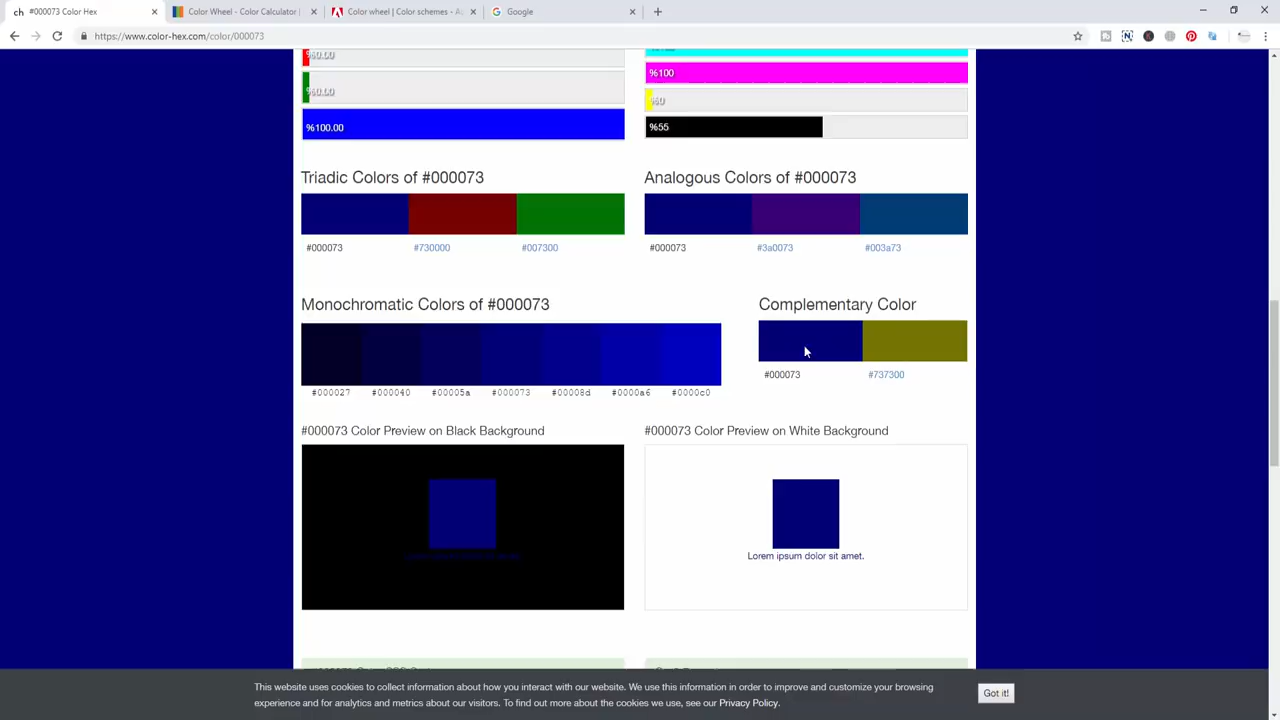 ch #000073 Color Hex
Color Wheel - Color Calculator |
Color wheel | Color schemes - A
Google
https://www.color-hex.com/color/000073
%0.00
%100
%0.00
%0
%100.00
%55
Triadic Colors of #000073
Analogous Colors of #000073
#000073
#730000
#007300
#000073
#3a0073
#003a73
Monochromatic Colors of #000073
Complementary Color
#000073
#737300
#000027
#000040
#00005a
#000073
#00008d
#0000a6
#0000c0
#000073 Color Preview on Black Background
#000073 Color Preview on White Background
Lorem ipsum dolor sit amet.
This website uses cookies to collect information about how you interact with our website. We use this information in order to improve and customize your browsing
experience and for analytics and metrics about our visitors. To find out more about the cookies we use, see our Privacy Policy.
Got it!